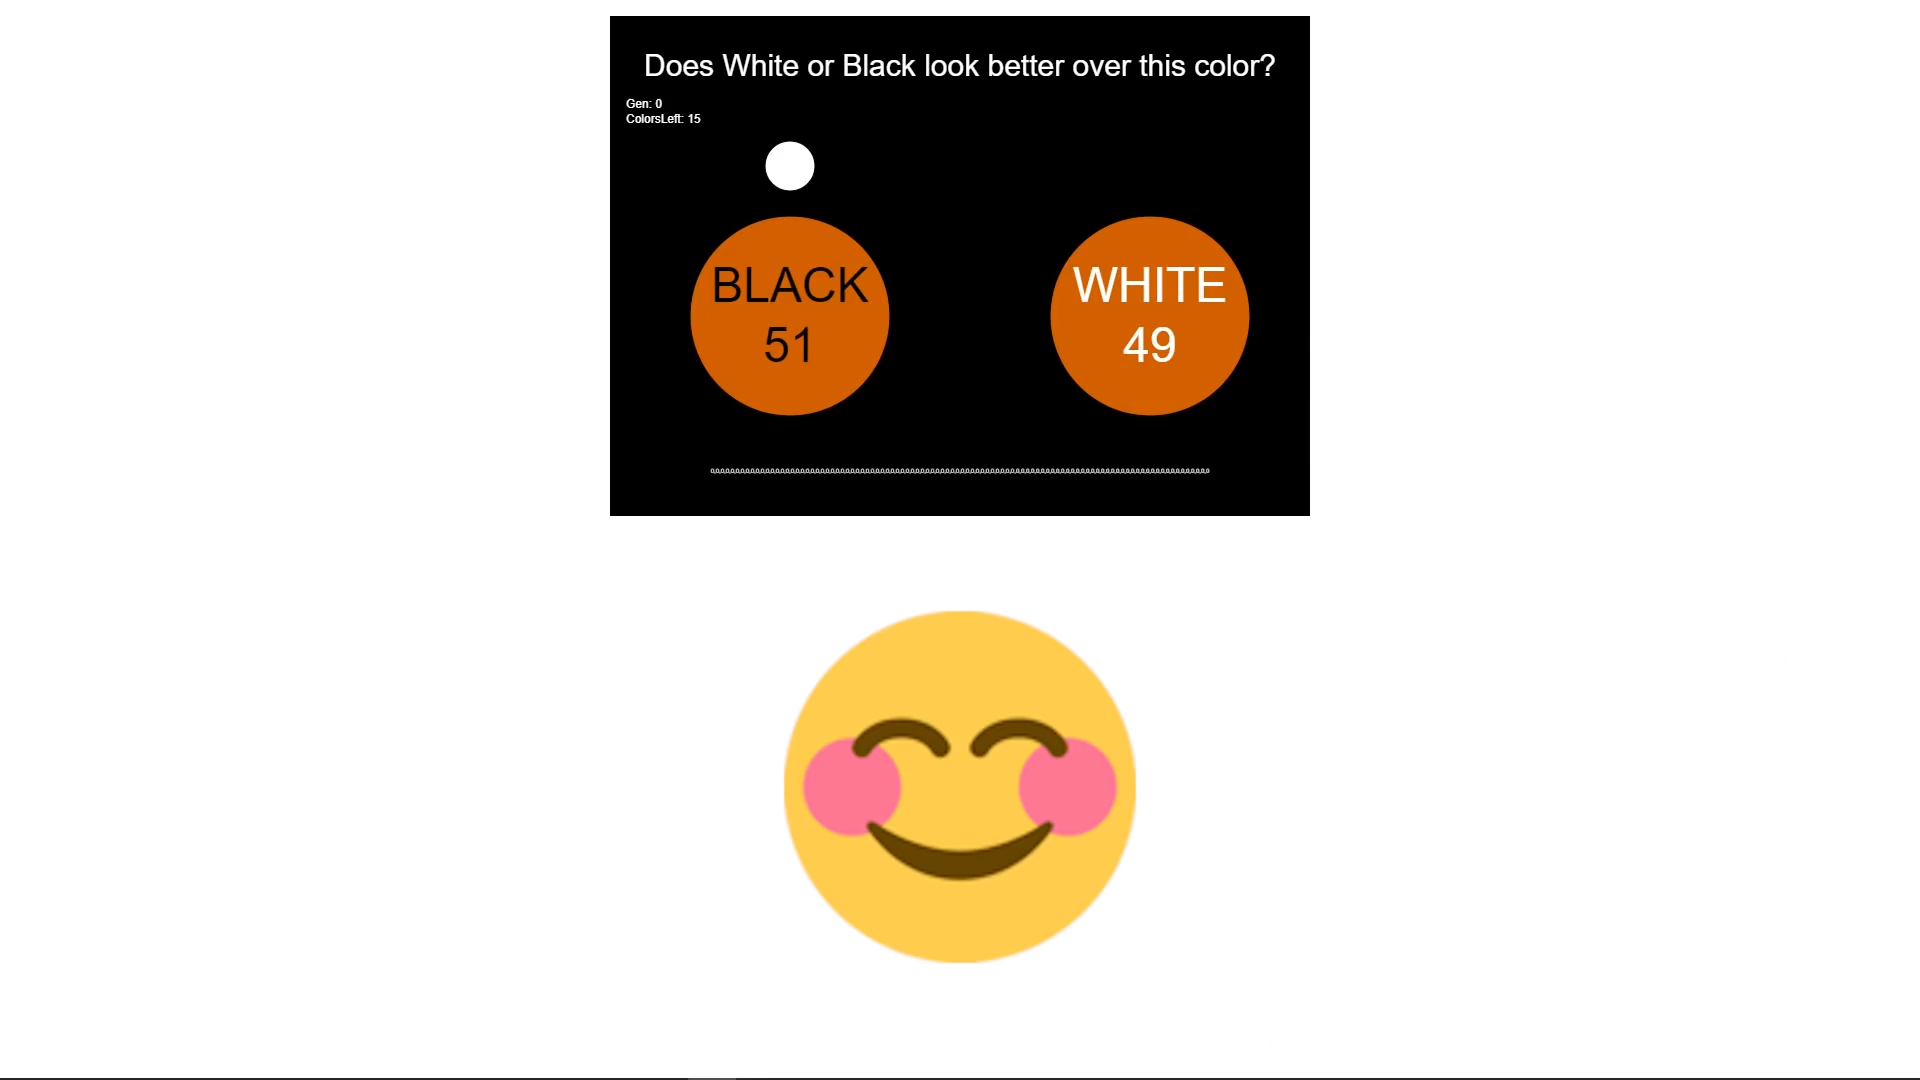 Does White or Black look better over this color?
Gen: 0
ColorsLeft: 15
BLACK
51
WHITE
49